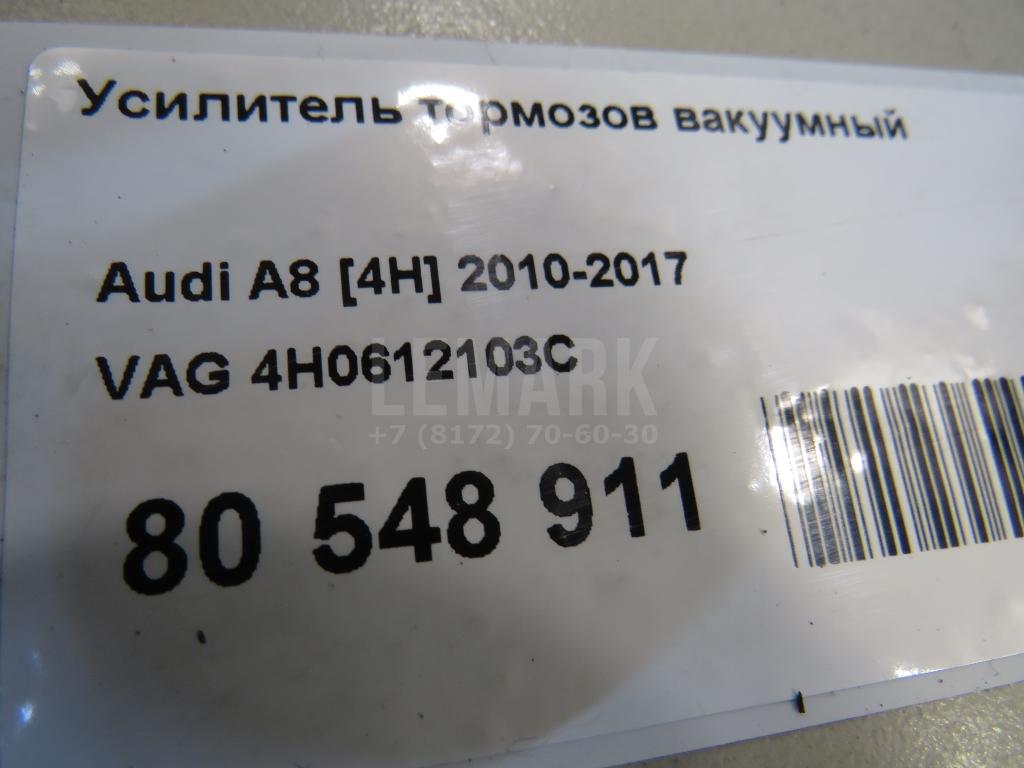 Усилитель тормозов вакуумный
Audi A8 [4H] 2010-2017
VAG 4H0612103C
LEMARK
+7 (8172) 70-60-30
80 548 911